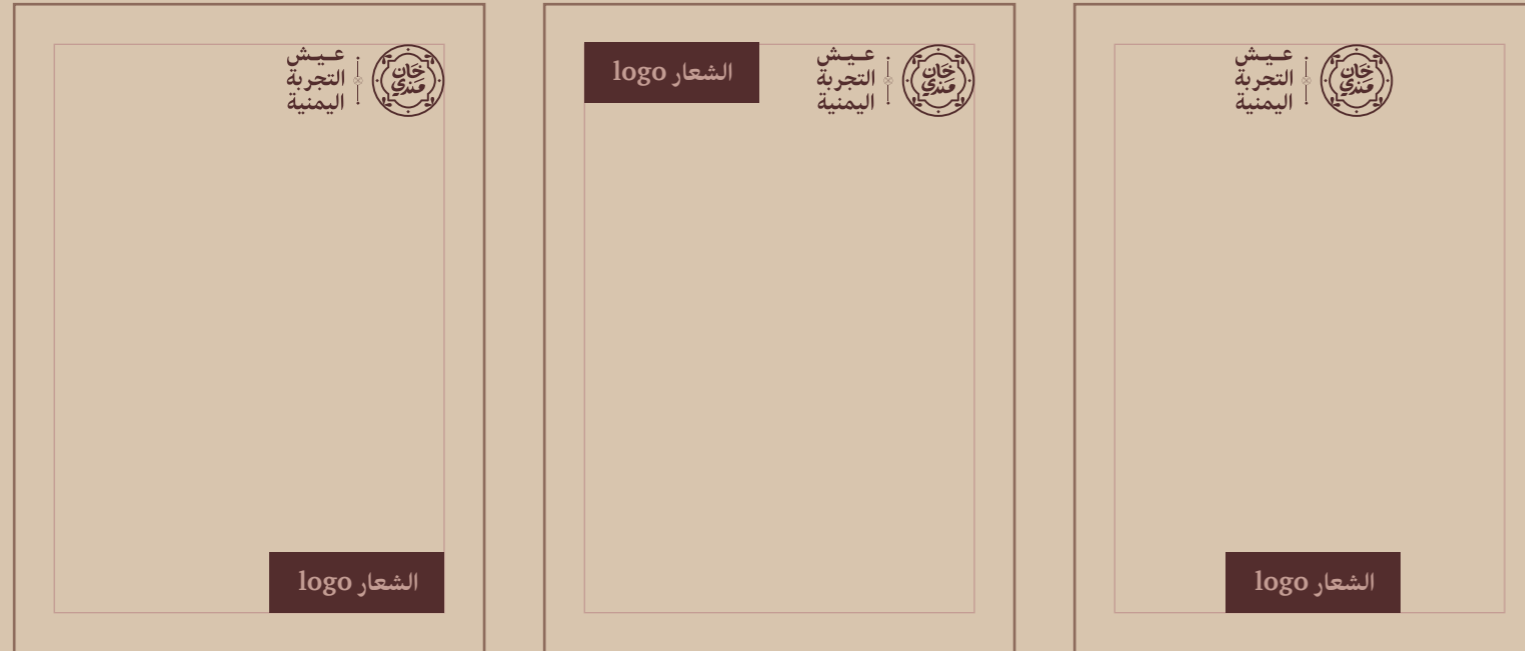 خان
مندي
عيش
التجربة
اليمنية
الشعار logo
خان
مندي
عيش
التجربة
اليمنية
الشعار logo
خان
مندي
عيش
التجربة
اليمنية
الشعار logo